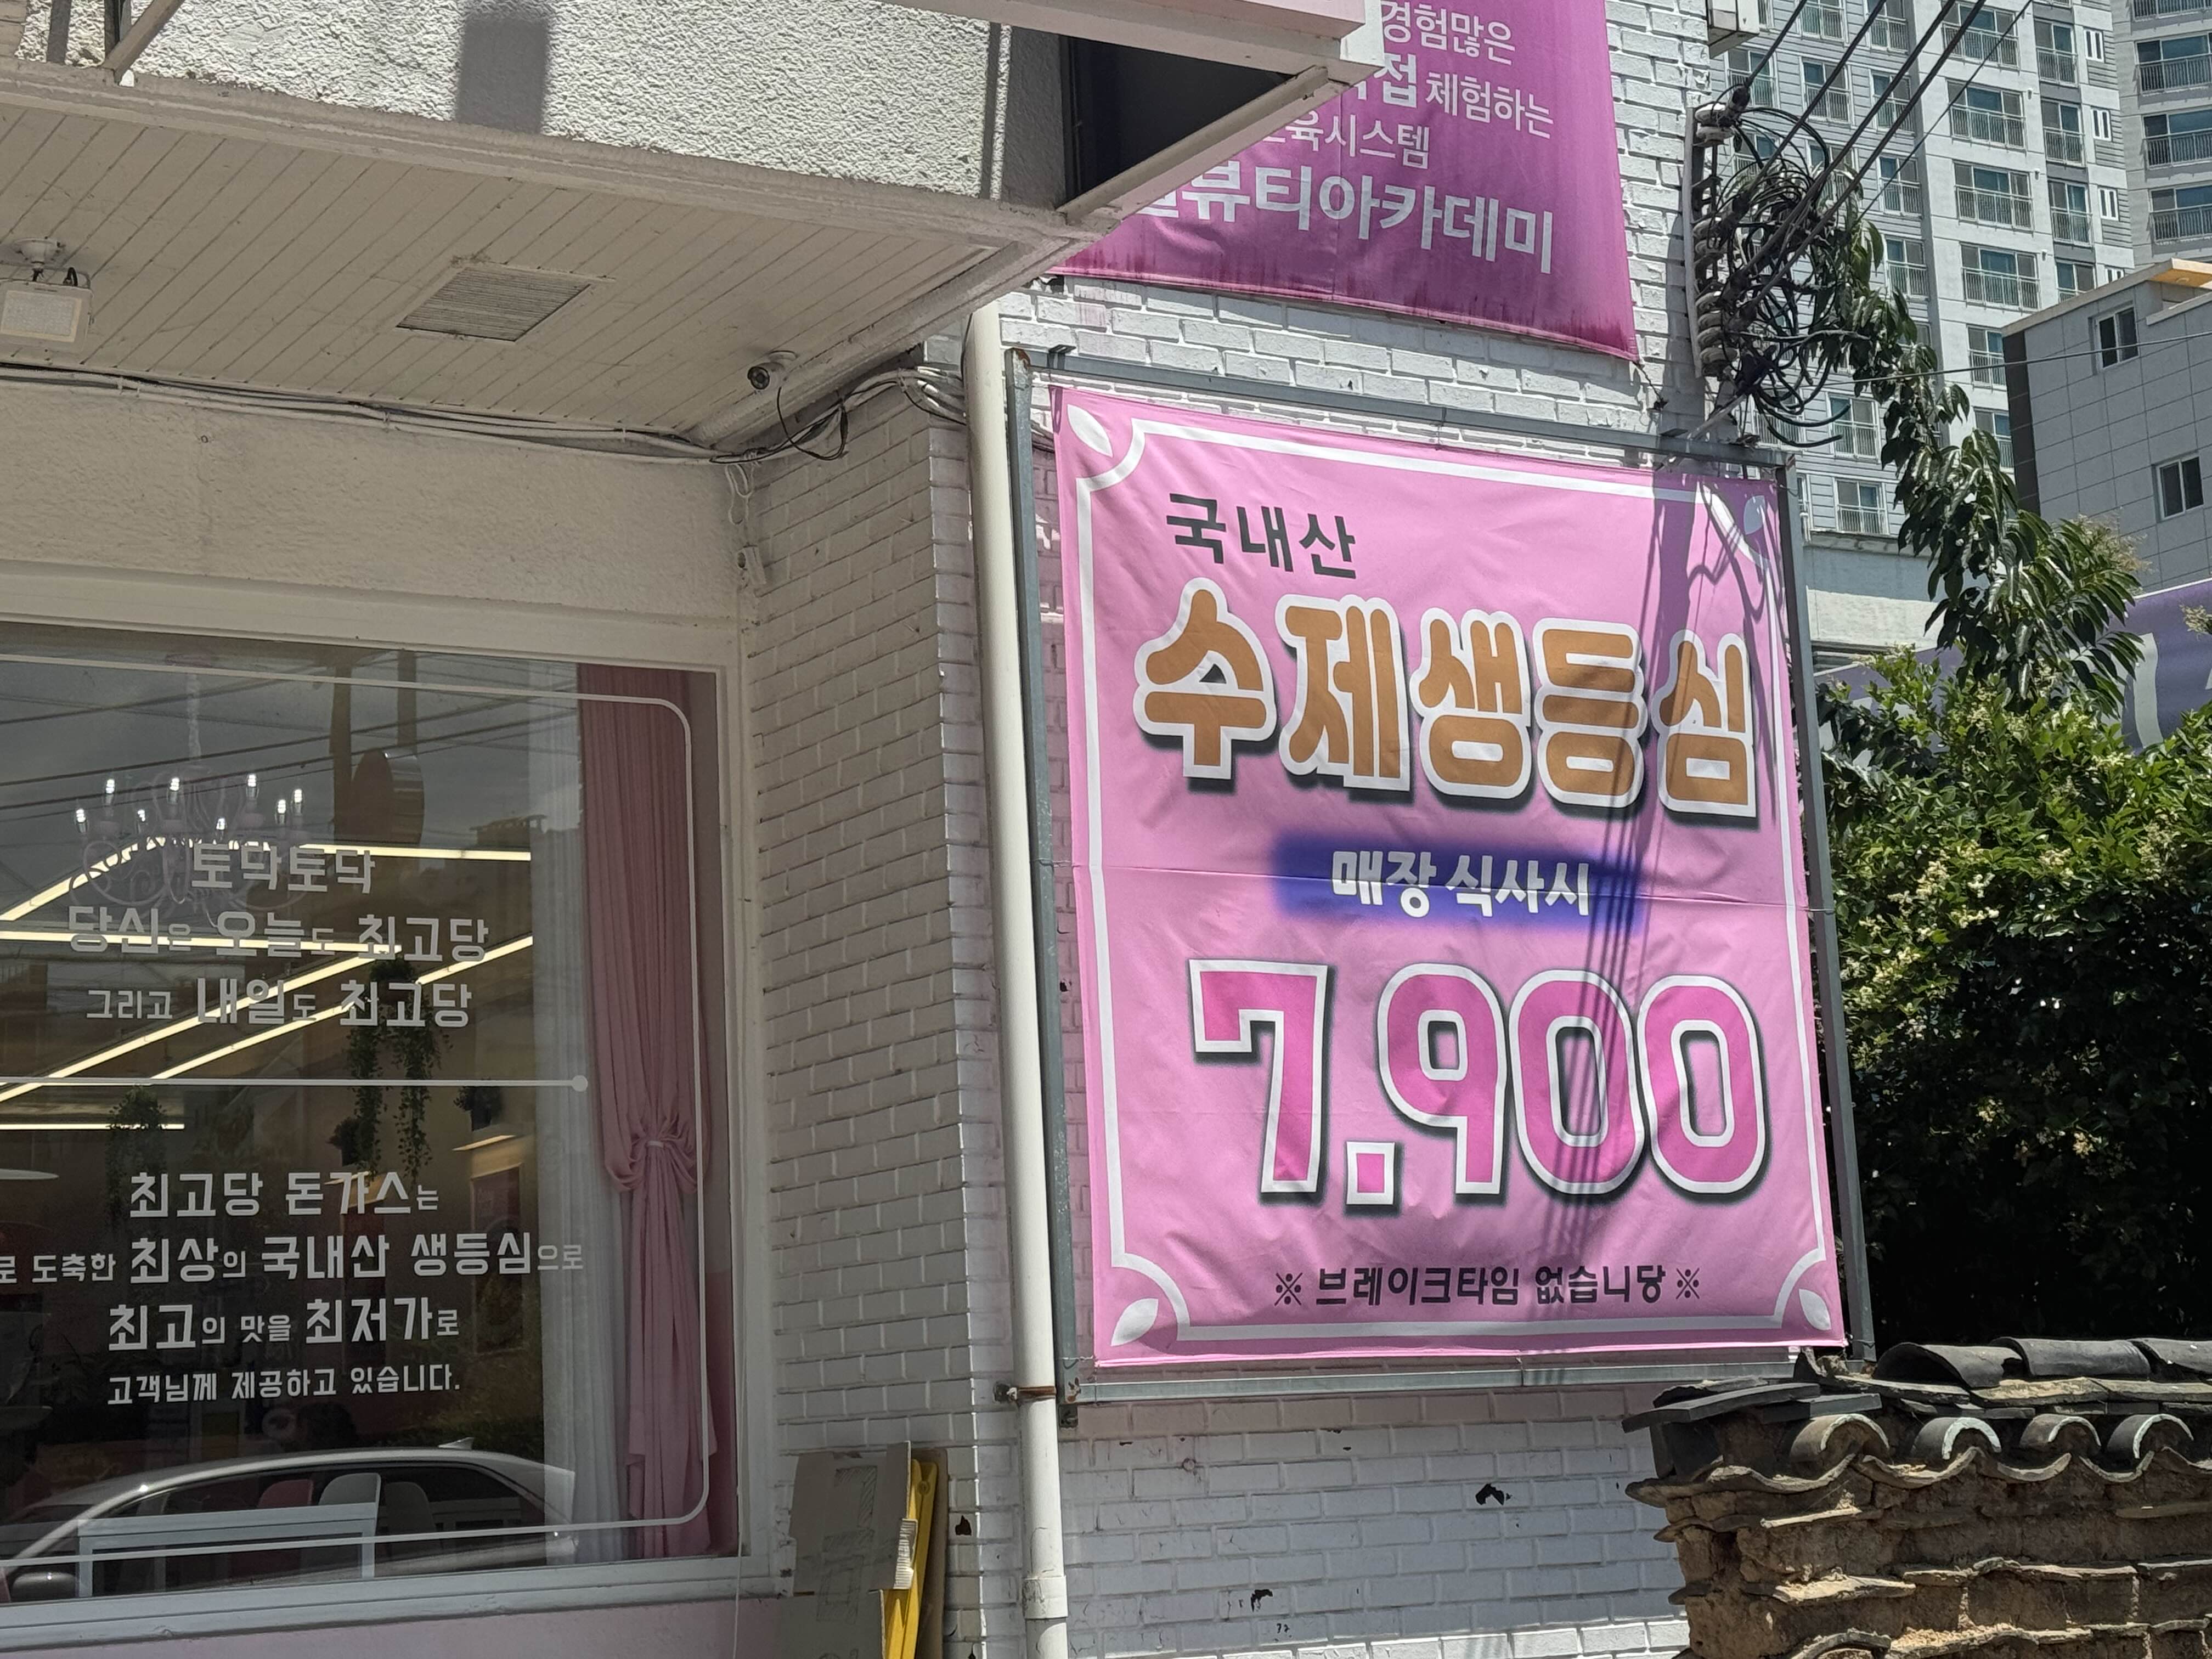 경험많은
체험하는
뷰티아카데미
국내산
수제생등심
매장 식사시
7.900
※ 브레이크타임 없습니당 ※
토닥토닥
당신은 오늘도 최고당
그리고 내일도 최고당
최고당 돈가스는
로 도축한 최상의 국내산 생등심으로
최고의 맛을 최저가로
고객님께 제공하고 있습니다.